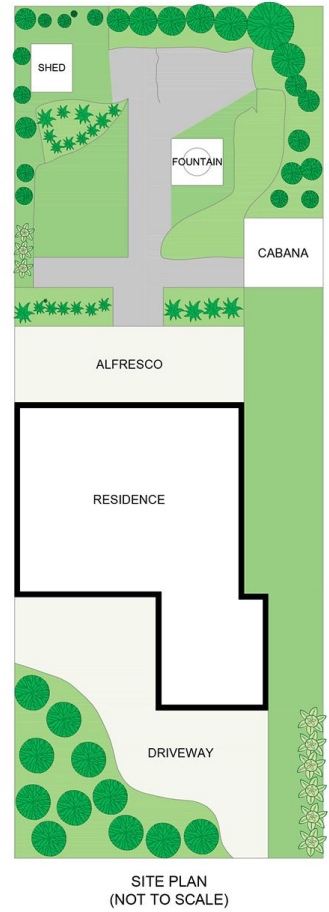 SHED
FOUNTAIN
CABANA
ALFRESCO
RESIDENCE
DRIVEWAY
SITE PLAN
(NOT TO SCALE)